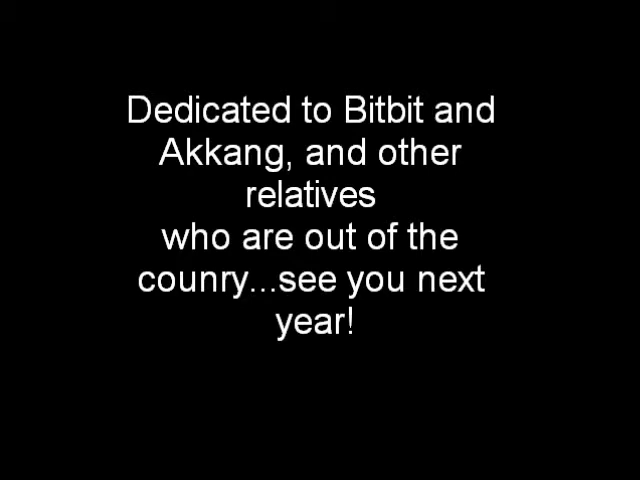 Dedicated to Bitbit and
Akkang, and other
relatives
who are out of the
counry...see you next
year!